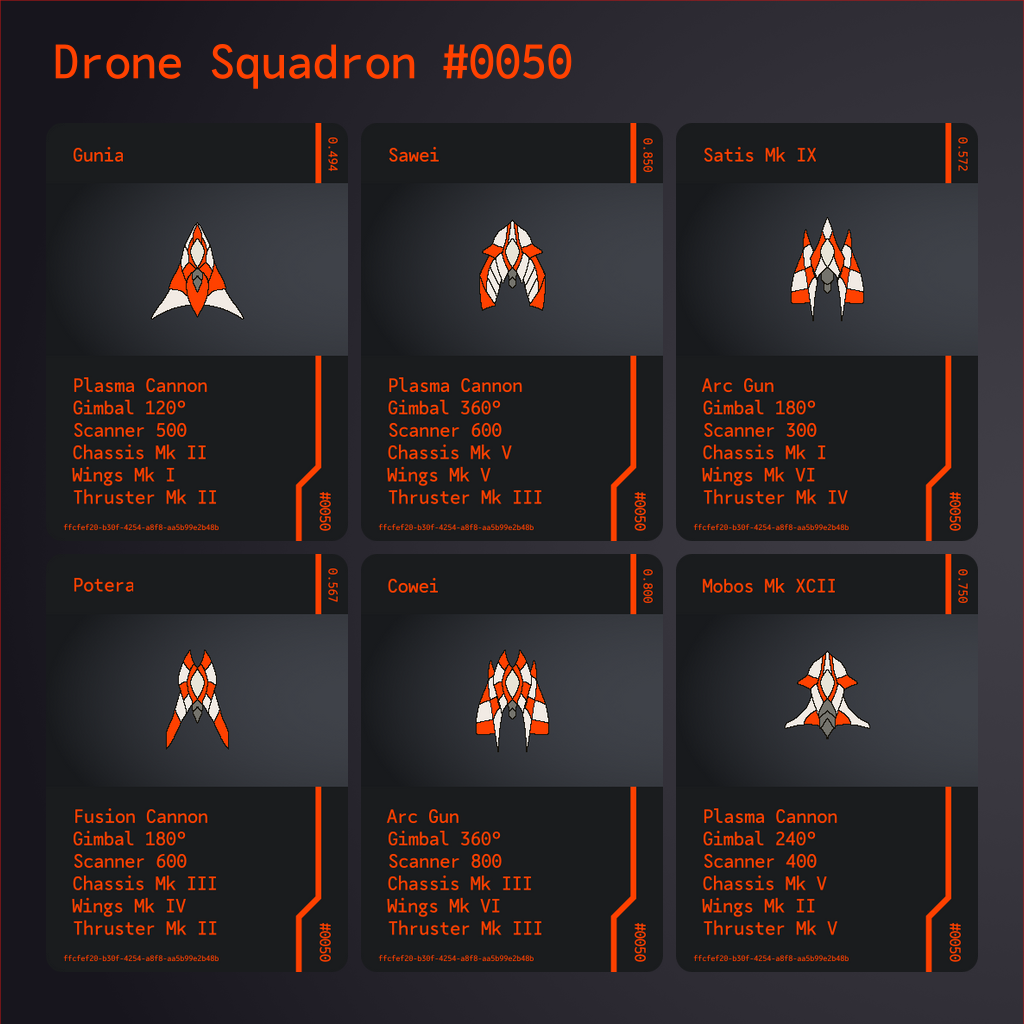 Drone Squadron #0050
Gunia
0.494
Plasma Cannon
Gimbal 120°
Scanner 500
Chassis Mk II
Wings Mk I
Thruster Mk II
#0050
ffcfef20-b30f-4254-a8f8-aa5b99e2b48b
Sawei
0.850
Plasma Cannon
Gimbal 360°
Scanner 600
Chassis Mk V
Wings Mk V
Thruster Mk III
#0050
ffcfef20-b30f-4254-a8f8-aa5b99e2b48b
Satis Mk IX
0.572
Arc Gun
Gimbal 180°
Scanner 300
Chassis Mk I
Wings Mk VI
Thruster Mk IV
#0050
ffcfef20-b30f-4254-a8f8-aa5b99e2b48b
Potera
0.567
Fusion Cannon
Gimbal 180°
Scanner 600
Chassis Mk III
Wings Mk IV
Thruster Mk II
#0050
ffcfef20-b30f-4254-a8f8-aa5b99e2b48b
Cowei
0.800
Arc Gun
Gimbal 360°
Scanner 800
Chassis Mk III
Wings Mk VI
Thruster Mk III
#0050
ffcfef20-b30f-4254-a8f8-aa5b99e2b48b
Mobos Mk XCII
0.750
Plasma Cannon
Gimbal 240°
Scanner 400
Chassis Mk V
Wings Mk II
Thruster Mk V
#0050
ffcfef20-b30f-4254-a8f8-aa5b99e2b48b